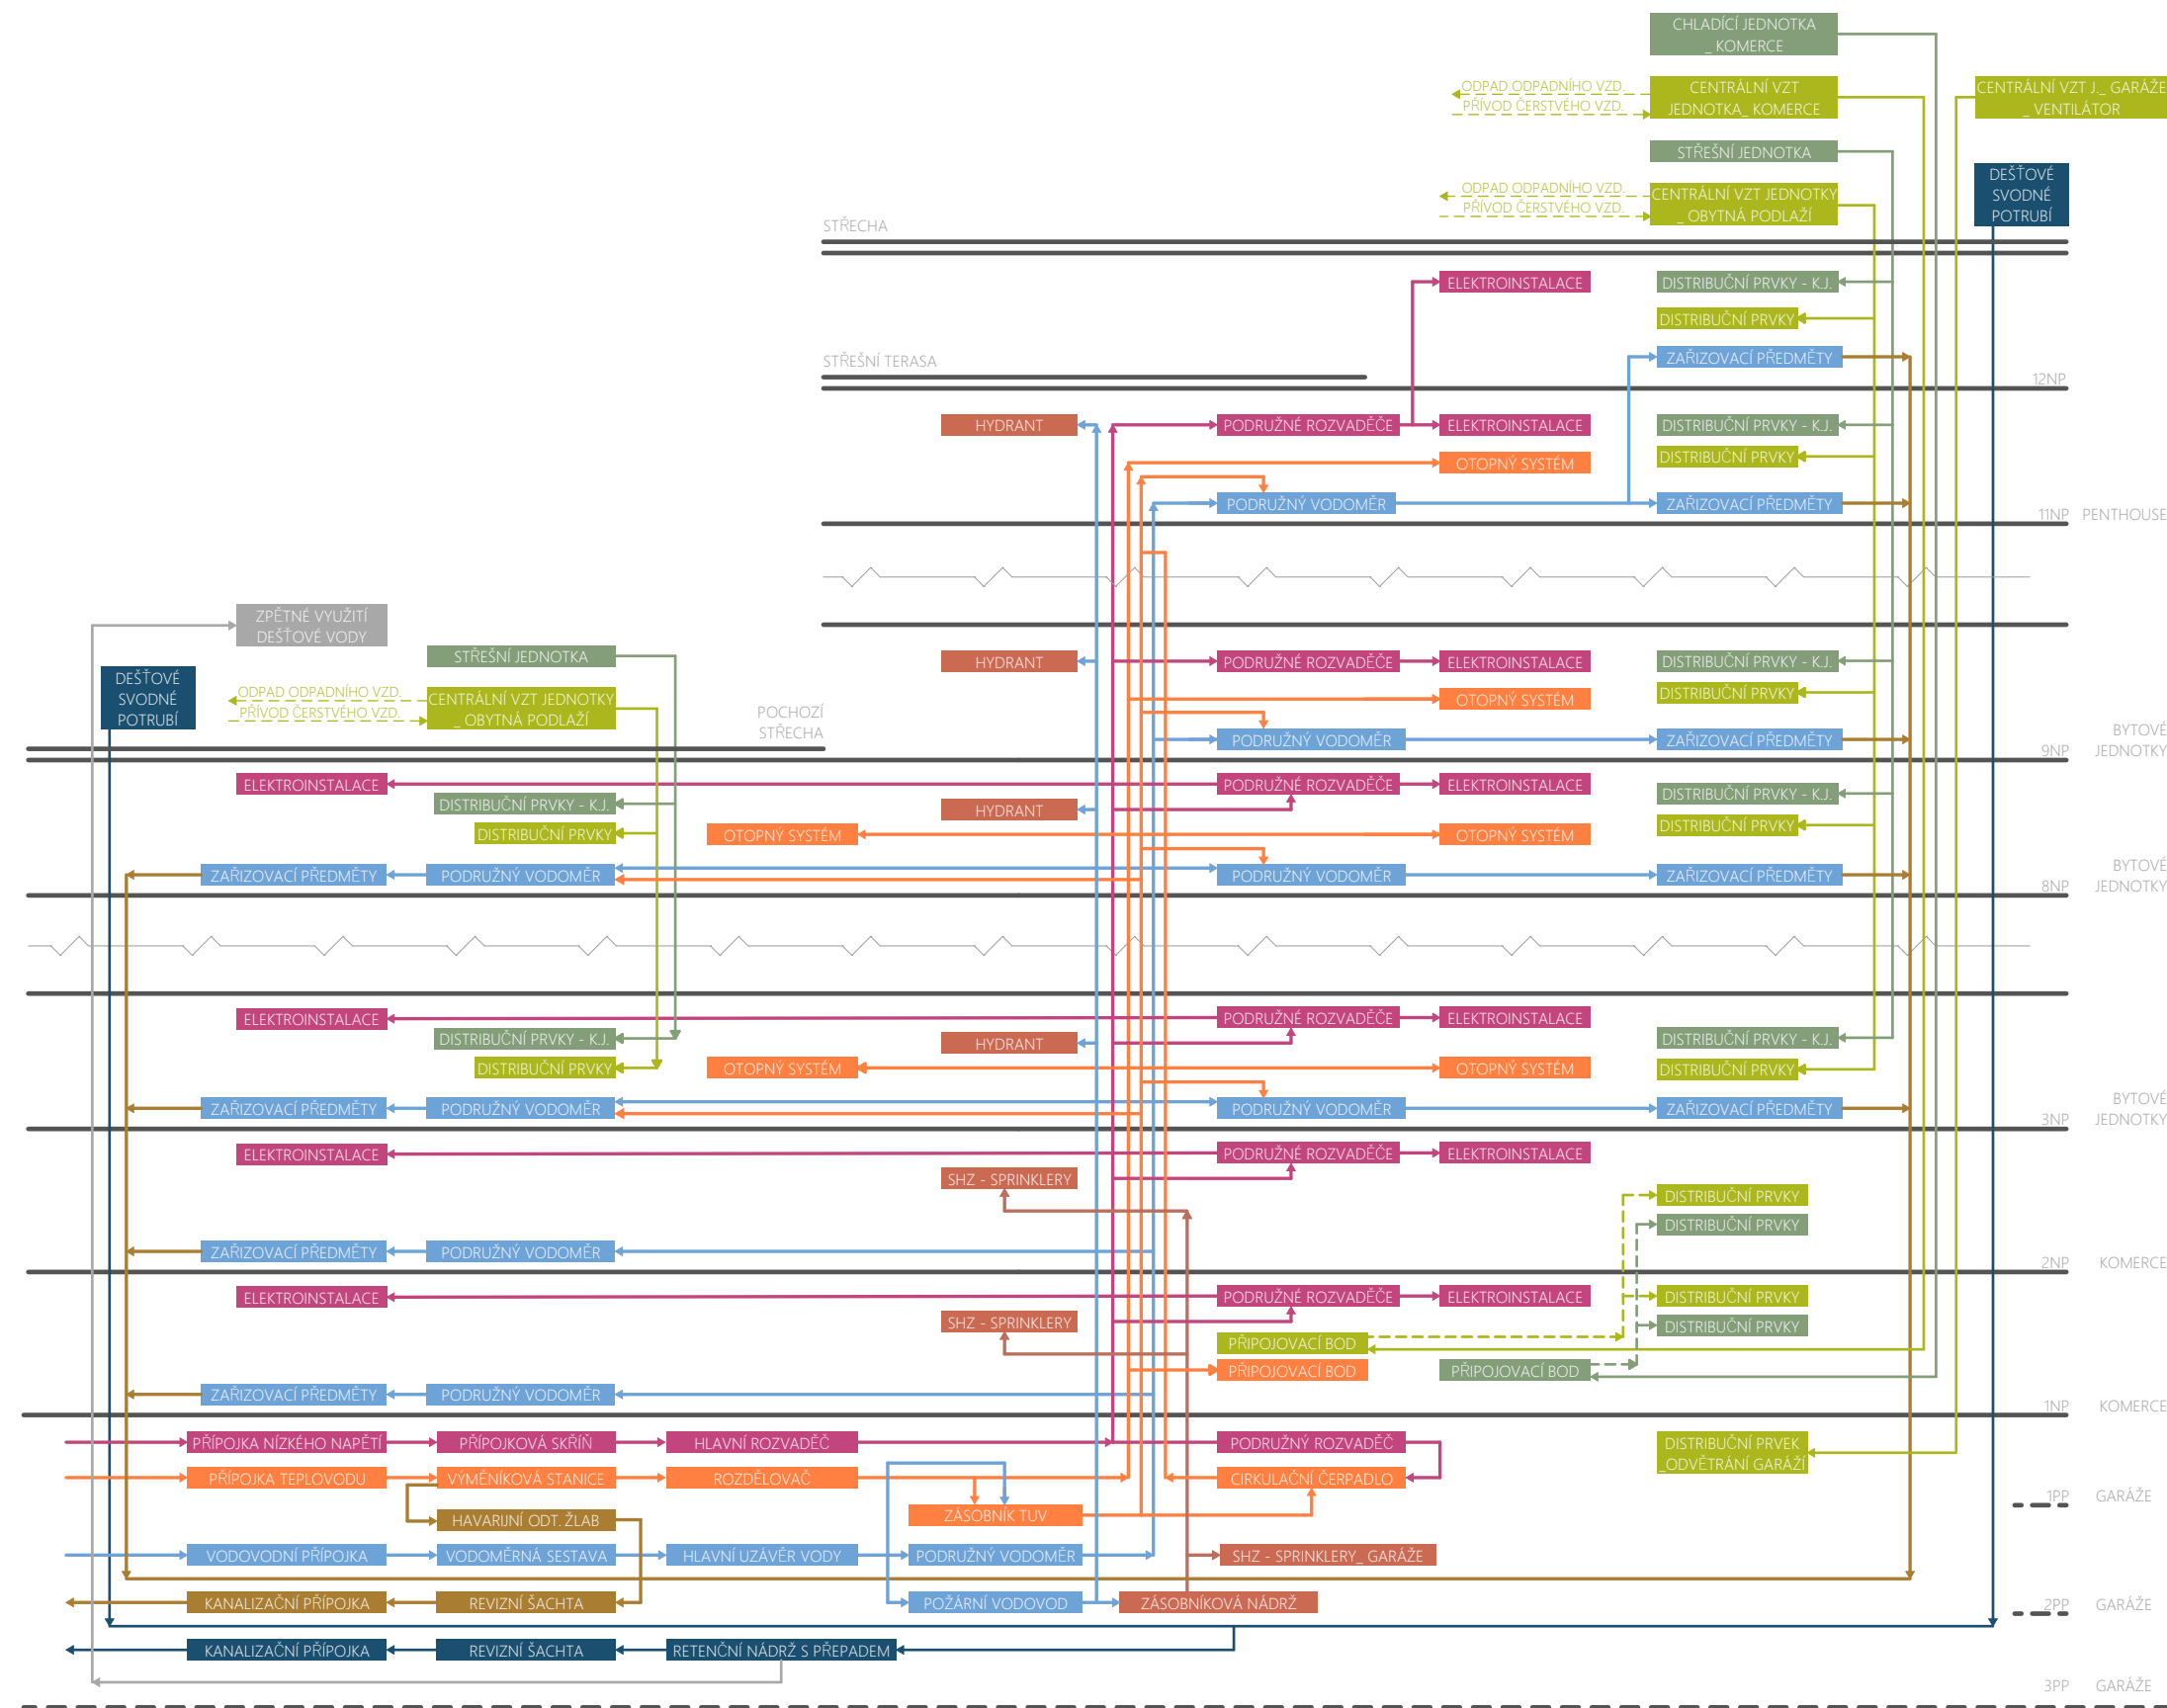 CHLADÍCÍ JEDNOTKA
_ KOMERCE
ODPAD ODPADNÍHO VZD.
PŘÍVOD ČERSTVÉHO VZD.
CENTRÁLNÍ VZT
JEDNOTKA_ KOMERCE
CENTRÁLNÍ VZT J._ GARÁŽE
_ VENTILÁTOR
STŘEŠNÍ JEDNOTKA
DEŠŤOVÉ
SVODNÉ
POTRUBÍ
ODPAD ODPADNÍHO VZD.
PŘÍVOD ČERSTVÉHO VZD.
CENTRÁLNÍ VZT JEDNOTKY
_ OBYTNÁ PODLAŽÍ
STŘECHA
ELEKTROINSTALACE
DISTRIBUČNÍ PRVKY - K.J.
DISTRIBUČNÍ PRVKY
ZAŘIZOVACÍ PŘEDMĚTY
STŘEŠNÍ TERASA
12NP
HYDRANT
PODRUŽNÉ ROZVADĚČE
ELEKTROINSTALACE
DISTRIBUČNÍ PRVKY - K.J.
OTOPNÝ SYSTÉM
DISTRIBUČNÍ PRVKY
PODRUŽNÝ VODOMĚR
ZAŘIZOVACÍ PŘEDMĚTY
11NP PENTHOUSE
ZPĚTNÉ VYUŽITÍ
DEŠŤOVÉ VODY
STŘEŠNÍ JEDNOTKA
DEŠŤOVÉ
SVODNÉ
POTRUBÍ
ODPAD ODPADNÍHO VZD.
PŘÍVOD ČERSTVÉHO VZD.
CENTRÁLNÍ VZT JEDNOTKY
_ OBYTNÁ PODLAŽÍ
POCHOZÍ
STŘECHA
HYDRANT
PODRUŽNÉ ROZVADĚČE
ELEKTROINSTALACE
DISTRIBUČNÍ PRVKY - K.J.
OTOPNÝ SYSTÉM
DISTRIBUČNÍ PRVKY
PODRUŽNÝ VODOMĚR
ZAŘIZOVACÍ PŘEDMĚTY
BYTOVÉ
9NP JEDNOTKY
ELEKTROINSTALACE
DISTRIBUČNÍ PRVKY - K.J.
DISTRIBUČNÍ PRVKY
OTOPNÝ SYSTÉM
HYDRANT
PODRUŽNÉ ROZVADĚČE
ELEKTROINSTALACE
DISTRIBUČNÍ PRVKY - K.J.
OTOPNÝ SYSTÉM
DISTRIBUČNÍ PRVKY
ZAŘIZOVACÍ PŘEDMĚTY
PODRUŽNÝ VODOMĚR
PODRUŽNÝ VODOMĚR
ZAŘIZOVACÍ PŘEDMĚTY
BYTOVÉ
8NP JEDNOTKY
ELEKTROINSTALACE
DISTRIBUČNÍ PRVKY - K.J.
DISTRIBUČNÍ PRVKY
OTOPNÝ SYSTÉM
HYDRANT
PODRUŽNÉ ROZVADĚČE
ELEKTROINSTALACE
DISTRIBUČNÍ PRVKY - K.J.
OTOPNÝ SYSTÉM
DISTRIBUČNÍ PRVKY
ZAŘIZOVACÍ PŘEDMĚTY
PODRUŽNÝ VODOMĚR
PODRUŽNÝ VODOMĚR
ZAŘIZOVACÍ PŘEDMĚTY
BYTOVÉ
3NP JEDNOTKY
ELEKTROINSTALACE
PODRUŽNÉ ROZVADĚČE
ELEKTROINSTALACE
SHZ - SPRINKLERY
DISTRIBUČNÍ PRVKY
DISTRIBUČNÍ PRVKY
ZAŘIZOVACÍ PŘEDMĚTY
PODRUŽNÝ VODOMĚR
2NP KOMERCE
ELEKTROINSTALACE
PODRUŽNÉ ROZVADĚČE
ELEKTROINSTALACE
DISTRIBUČNÍ PRVKY
SHZ - SPRINKLERY
DISTRIBUČNÍ PRVKY
PŘIPOJOVACÍ BOD
PŘIPOJOVACÍ BOD
PŘIPOJOVACÍ BOD
ZAŘIZOVACÍ PŘEDMĚTY
PODRUŽNÝ VODOMĚR
1NP KOMERCE
PŘÍPOJKA NÍZKÉHO NAPĚTÍ
PŘÍPOJKOVÁ SKŘÍŇ
HLAVNÍ ROZVADĚČ
PODRUŽNÝ ROZVADĚČ
DISTRIBUČNÍ PRVEK
_ODVĚTRÁNÍ GARÁŽÍ
PŘÍPOJKA TEPLOVODU
VÝMĚNÍKOVÁ STANICE
ROZDĚLOVAČ
CIRKULAČNÍ ČERPADLO
1PP GARÁŽE
HAVARIJNÍ ODT. ŽLAB
ZÁSOBNÍK TUV
VODOVODNÍ PŘÍPOJKA
VODOMĚRNÁ SESTAVA
HLAVNÍ UZÁVĚR VODY
PODRUŽNÝ VODOMĚR
SHZ - SPRINKLERY_ GARÁŽE
KANALIZAČNÍ PŘÍPOJKA
REVIZNÍ ŠACHTA
POŽÁRNÍ VODOVOD
ZÁSOBNÍKOVÁ NÁDRŽ
2PP GARÁŽE
KANALIZAČNÍ PŘÍPOJKA
REVIZNÍ ŠACHTA
RETENČNÍ NÁDRŽ S PŘEPADEM
3PP GARÁŽE